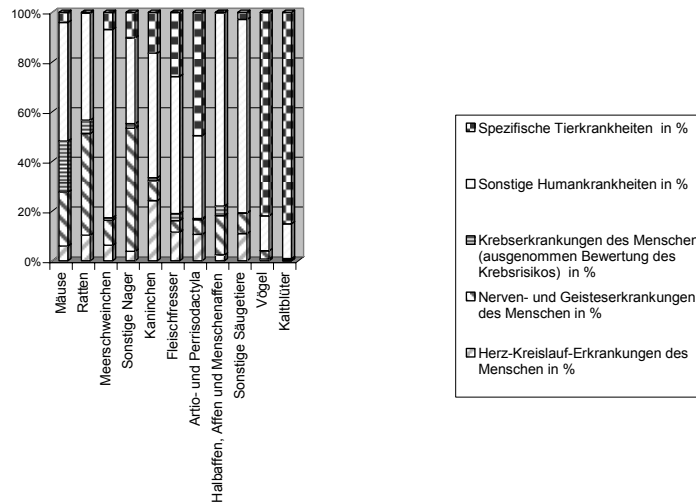 100%
80%
60%
40%
20%
0%
Mäuse
Ratten
Meerschweinchen
Sonstige Nager
Kaninchen
Fleischfresser
Artio- und Perrisodactyla
Halbaffen, Affen und Menschenaffen
Sonstige Säugetiere
Vögel
Kaltblüter
Spezifische Tierkrankheiten in %
Sonstige Humankrankheiten in %
Krebserkrankungen des Menschen
(ausgenommen Bewertung des
Krebsrisikos) in %
Nerven- und Geisteserkrankungen
des Menschen in %
Herz-Kreislauf-Erkrankungen des
Menschen in %